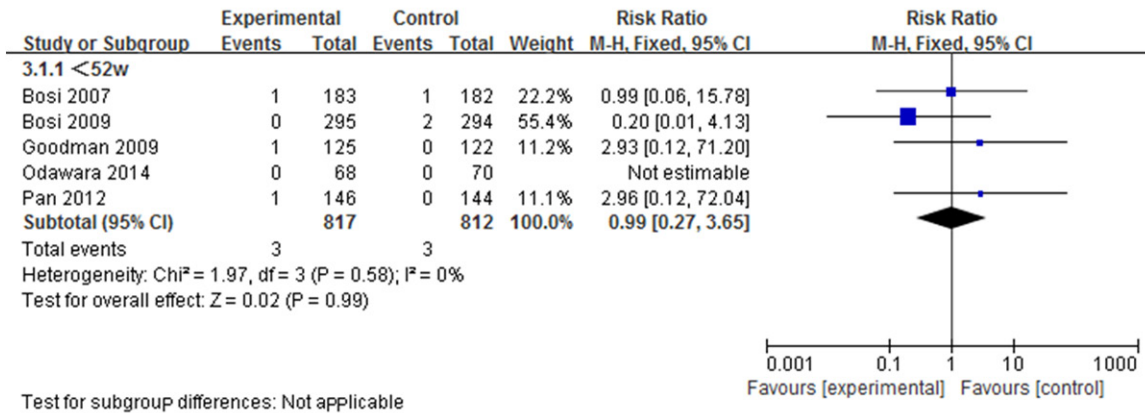 Experimental Control Risk Ratio Risk Ratio
Study or Subgroup Events Total Events Total Weight M-H, Fixed, 95% CI M-H, Fixed, 95% CI
3.1.1 <52w
Bosi 2007 1 183 1 182 22.2% 0.99 [0.06, 15.78]
Bosi 2009 0 295 2 294 55.4% 0.20 [0.01, 4.13]
Goodman 2009 1 125 0 122 11.2% 2.93 [0.12, 71.20]
Odawara 2014 0 68 0 70 Not estimable
Pan 2012 1 146 0 144 11.1% 2.96 [0.12, 72.04]
Subtotal (95% CI) 817 812 100.0% 0.99 [0.27, 3.65]
Total events 3 3
Heterogeneity: Chi² = 1.97, df = 3 (P = 0.58); I² = 0%
Test for overall effect: Z = 0.02 (P = 0.99)
0.001 0.1 1 10 1000
Favours [experimental] Favours [control]
Test for subgroup differences: Not applicable